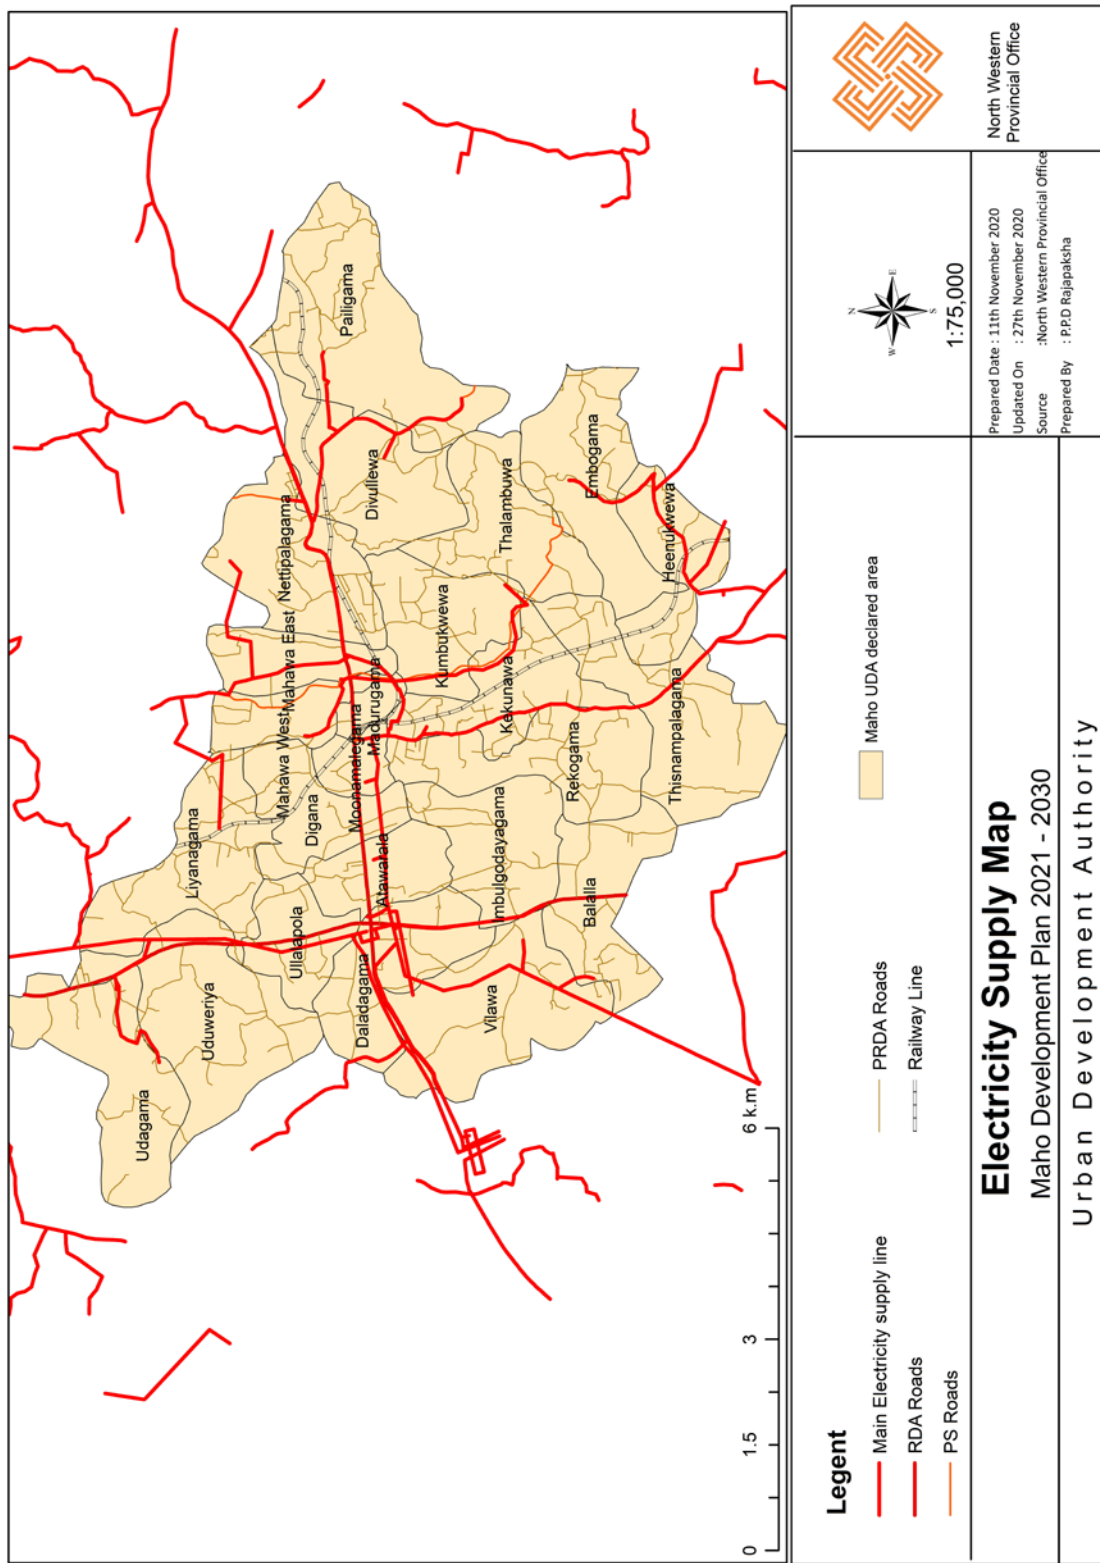 Udagama
Uduweriya
Liyanagama
Ullalapola
Digana
Mahawa West
Mahawa East
Nettipalagama
Pailigama
Daladagama
Atawarala
Moonamalegama
Madurugama
Divullewa
Kumbukwewa
Vilawa
Imbulgodayagama
Kekunawa
Thalambuwa
Balalla
Rekogama
Embogama
Thisnampalagama
Heenukwewa
0 1.5 3 6 k.m
Legent
Main Electricity supply line
RDA Roads
PS Roads
PRDA Roads
Railway Line
Maho UDA declared area
Electricity Supply Map
Maho Development Plan 2021 - 2030
Urban Development Authority
N
W E
S
1:75,000
Prepared Date : 11th November 2020
Updated On : 27th November 2020
Source :North Western Provincial Office
Prepared By : P.P.D Rajapaksha
North Western
Provincial Office